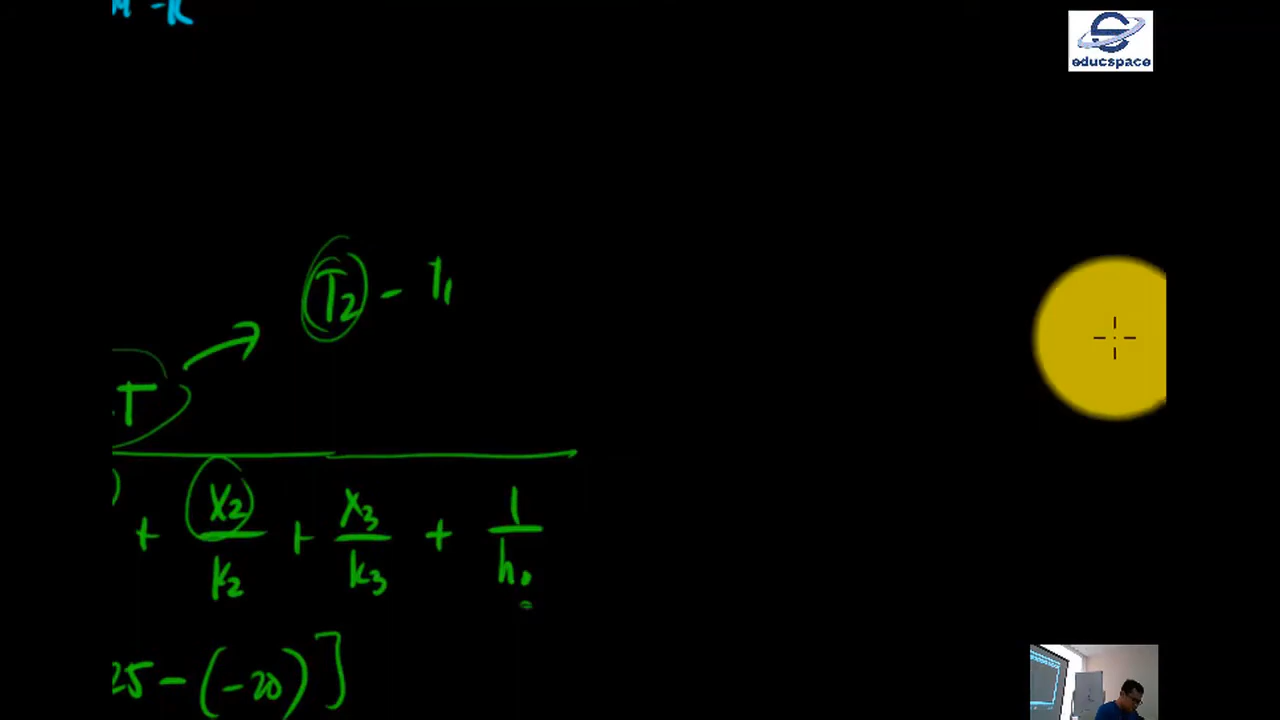 educspace
T₂ - T₁
T
+ x₂/k₂ + x₃/k₃ + 1/h₀
25 - (-20) ]